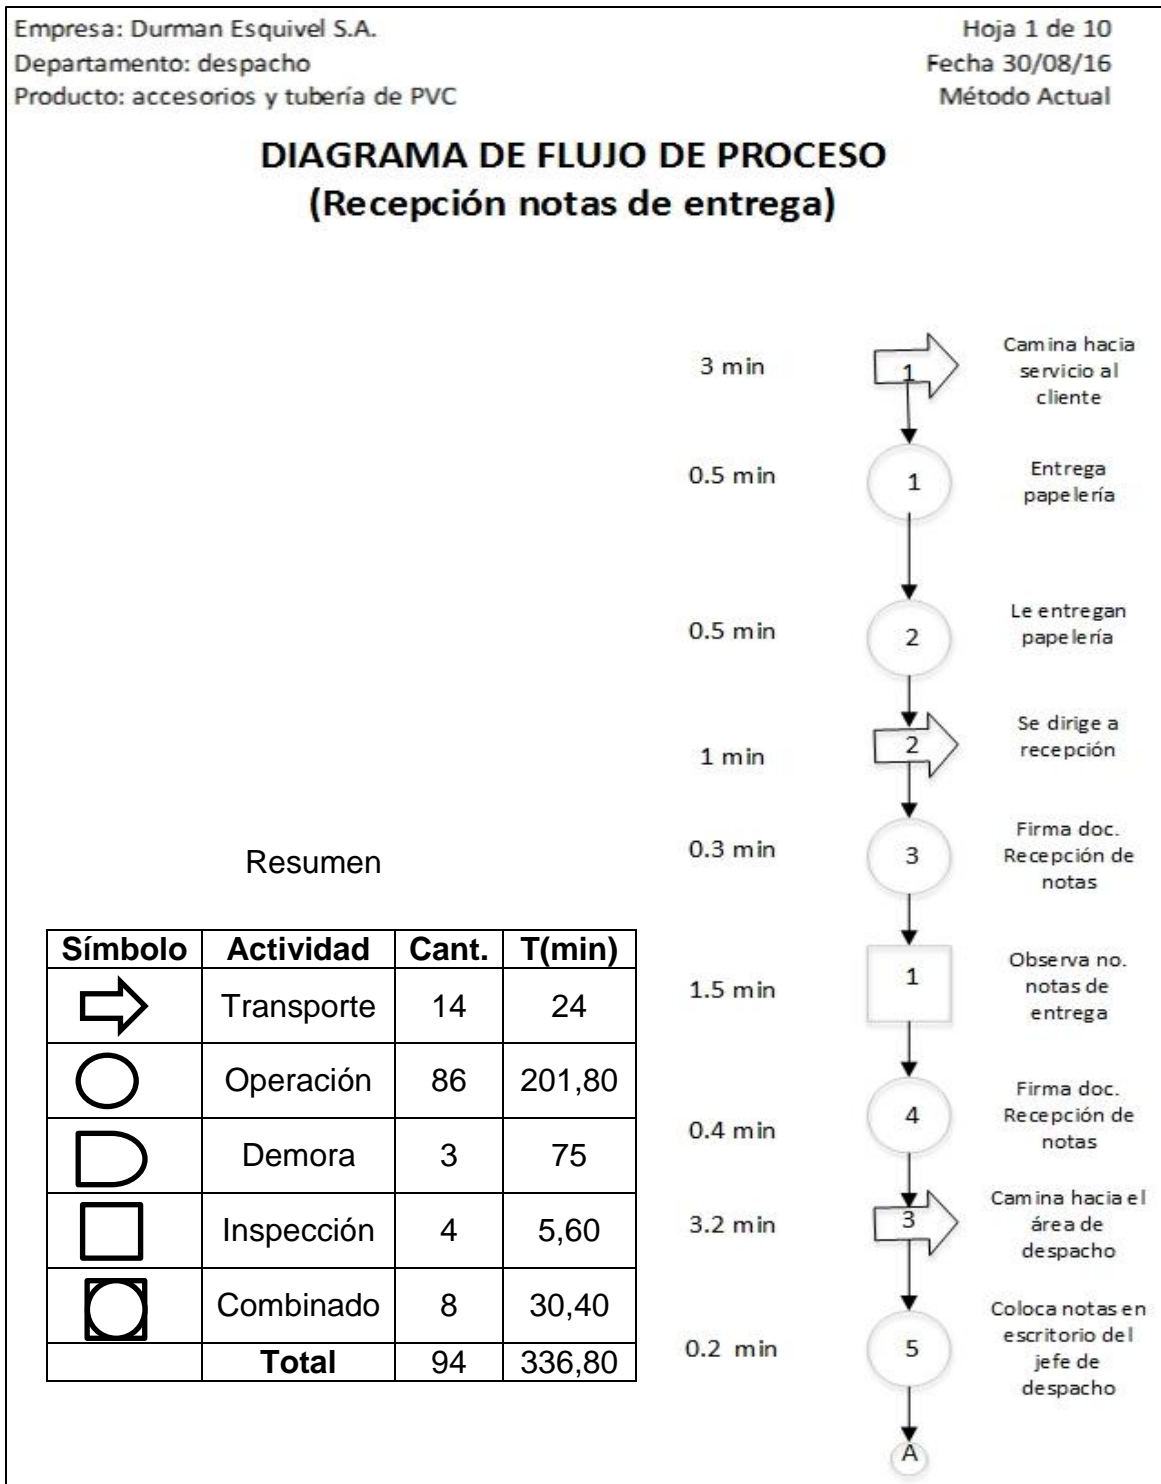 Empresa: Durman Esquivel S.A.
Hoja 1 de 10
Departamento: despacho
Fecha 30/08/16
Producto: accesorios y tubería de PVC
Método Actual
DIAGRAMA DE FLUJO DE PROCESO
(Recepción notas de entrega)
3 min
1
Camina hacia
servicio al
cliente
0.5 min
1
Entrega
papelería
0.5 min
2
Le entregan
papelería
1 min
2
Se dirige a
recepción
0.3 min
3
Firma doc.
Recepción de
notas
1.5 min
1
Observa no.
notas de
entrega
0.4 min
4
Firma doc.
Recepción de
notas
3.2 min
3
Camina hacia el
área de
despacho
0.2 min
5
Coloca notas en
escritorio del
jefe de
despacho
A
Resumen
Símbolo Actividad Cant. T(min)
Transporte 14 24
Operación 86 201,80
Demora 3 75
Inspección 4 5,60
Combinado 8 30,40
Total 94 336,80